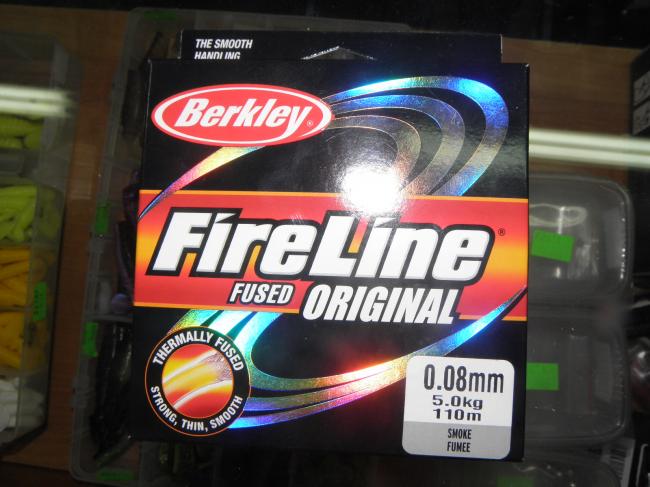 THE SMOOTH
HANDLING
Berkley®
FireLine®
FUSED ORIGINAL
THERMALLY FUSED
STRONG, THIN, SMOOTH
0.08mm
5.0kg
110m
SMOKE
FUMEE